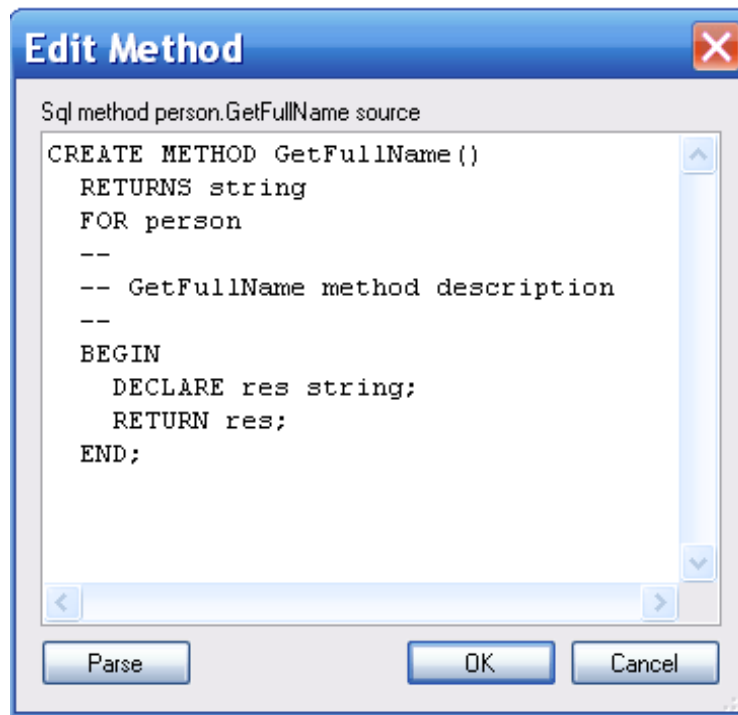 Edit Method
Sql method person.GetFullName source
CREATE METHOD GetFullName()
  RETURNS string
  FOR person
  --
  -- GetFullName method description
  --
  BEGIN
    DECLARE res string;
    RETURN res;
  END;
Parse OK Cancel